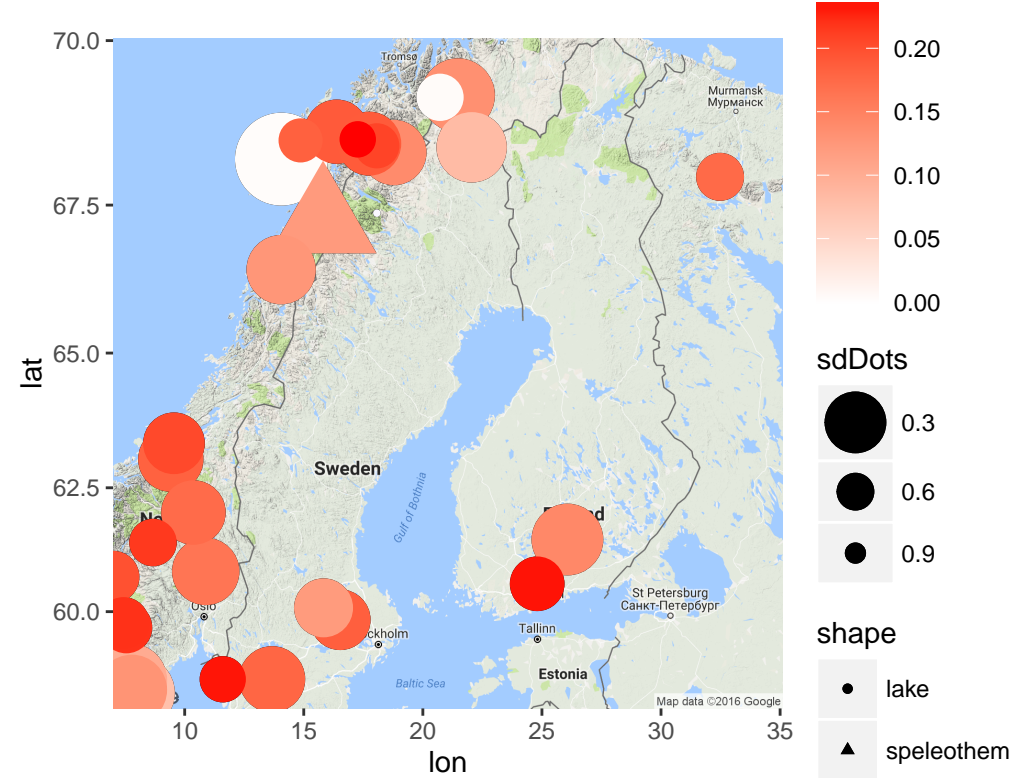 70.0
67.5
65.0
62.5
60.0
lat
10
15
20
25
30
35
lon
Tromsø
Murmansk
Мурманск
Sweden
Gulf of Bothnia
Oslo
ckholm
St Petersburg
Санкт-Петербург
Tallinn
Estonia
Baltic Sea
Map data ©2016 Google
0.20
0.15
0.10
0.05
0.00
sdDots
0.3
0.6
0.9
shape
lake
speleothem